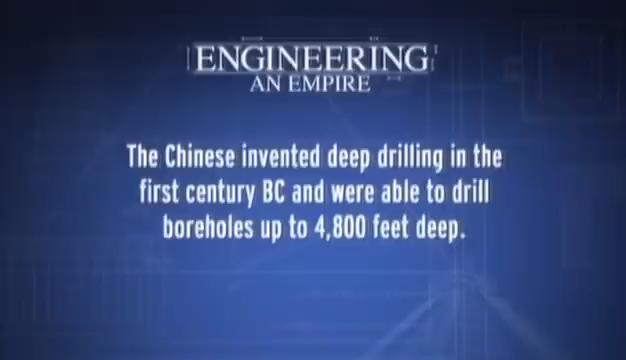 ENGINEERING
AN EMPIRE
The Chinese invented deep drilling in the
first century BC and were able to drill
boreholes up to 4,800 feet deep.